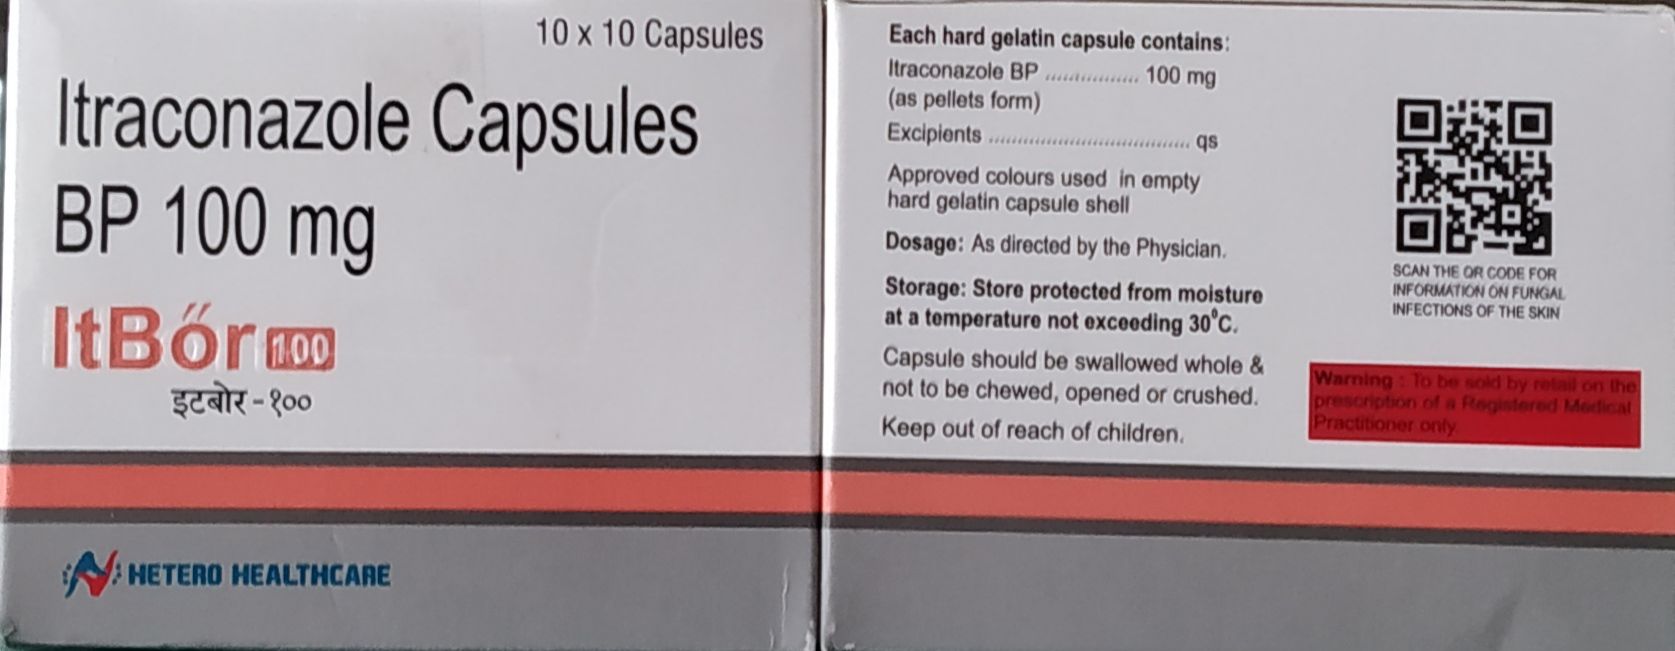 10 x 10 Capsules
Itraconazole Capsules
BP 100 mg
ItBőr 100
इटबोर - १००
HETERO HEALTHCARE
Each hard gelatin capsule contains:
Itraconazole BP ................ 100 mg
(as pellets form)
Excipients .................................. qs
Approved colours used in empty
hard gelatin capsule shell
Dosage: As directed by the Physician.
Storage: Store protected from moisture
at a temperature not exceeding 30⁰C.
Capsule should be swallowed whole &
not to be chewed, opened or crushed.
Keep out of reach of children.
SCAN THE QR CODE FOR
INFORMATION ON FUNGAL
INFECTIONS OF THE SKIN
Warning : To be sold by retail on the
prescription of a Registered Medical
Practitioner only.